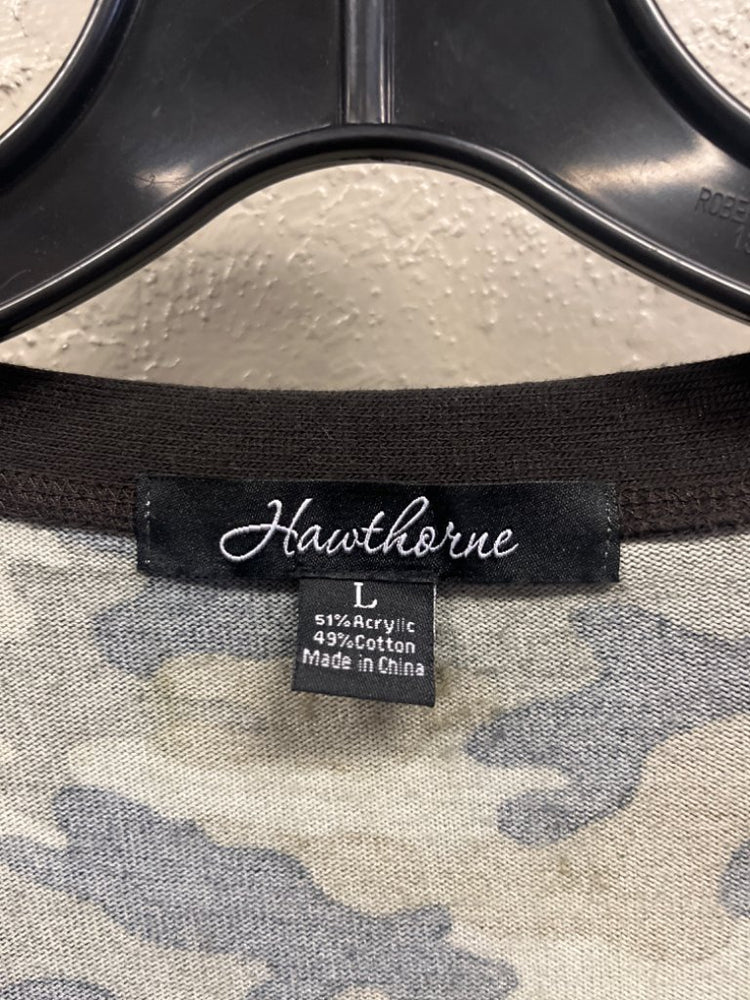 Hawthorne
L
51%Acrylic
49%Cotton
Made in China